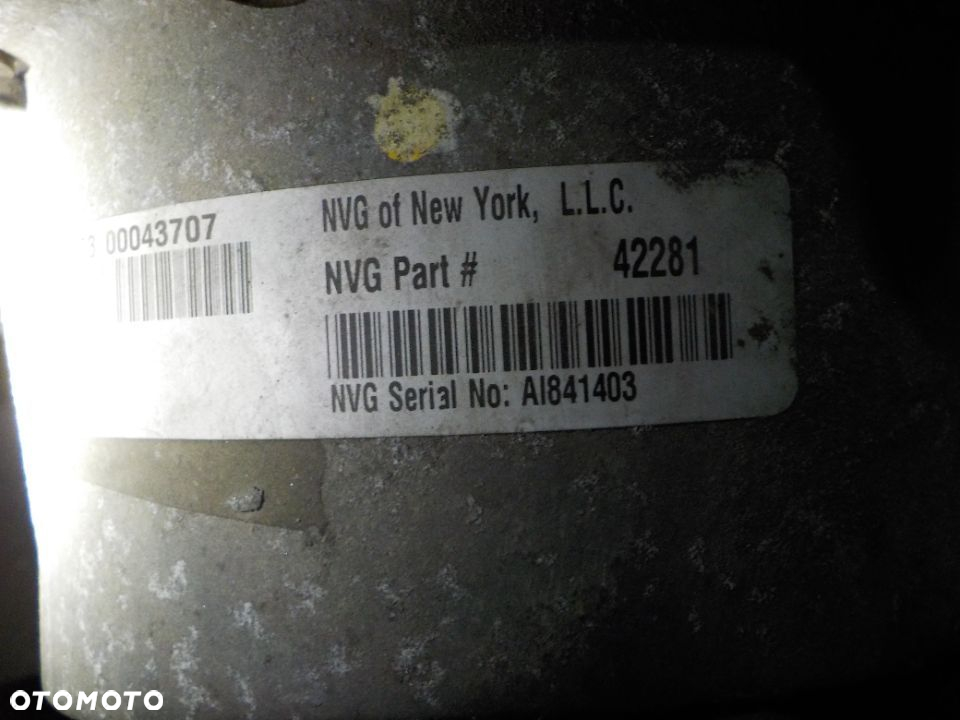 00043707
NVG of New York, L.L.C.
NVG Part # 42281
NVG Serial No: AI841403
OTOMOTO